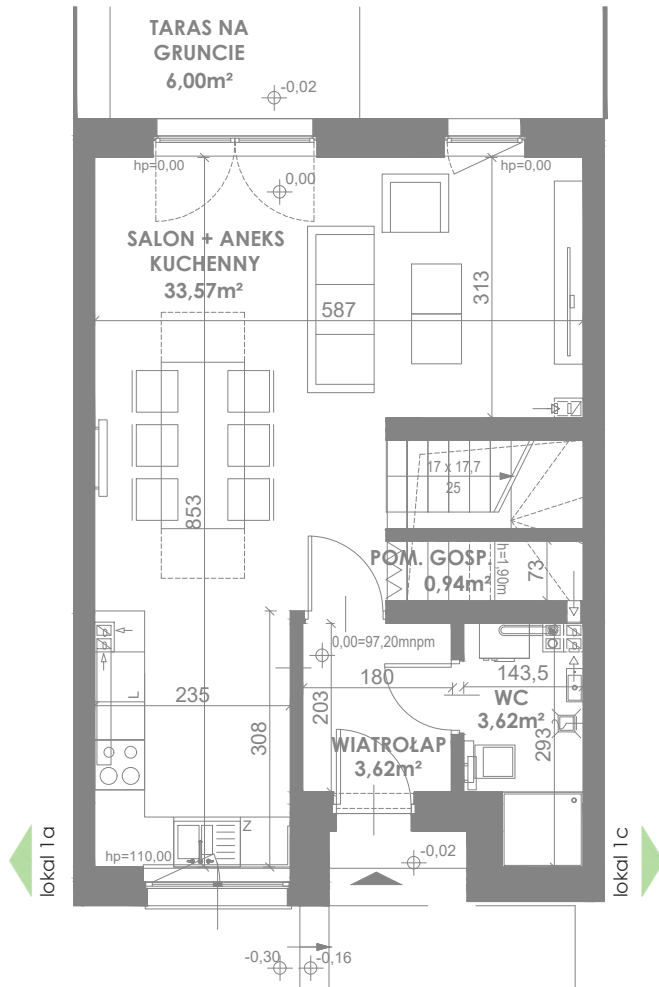 TARAS NA
GRUNCIE
6,00m²
-0,02
hp=0,00
hp=0,00
0,00
SALON + ANEKS
KUCHENNY
33,57m²
313
587
17 x 17,7
25
853
POM. GOSP.
0,94m²
h=1,90m
73
0,00=97,20mnpm
180
143,5
WC
3,62m²
L
235
203
308
293
WIATROŁAP
3,62m²
Z
hp=110,00
-0,02
lokal 1a
lokal 1c
-0,30
-0,16